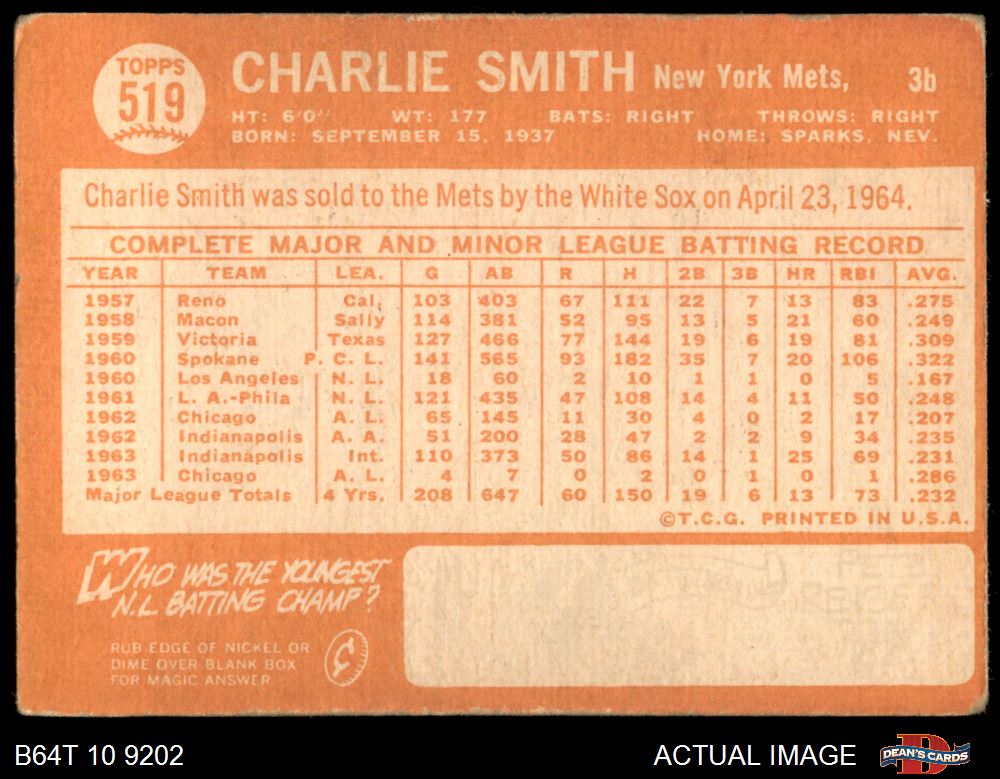 TOPPS
519
CHARLIE SMITH New York Mets, 3b
HT: 6'0'' WT: 177 BATS: RIGHT THROWS: RIGHT
BORN: SEPTEMBER 15, 1937 HOME: SPARKS, NEV.
Charlie Smith was sold to the Mets by the White Sox on April 23, 1964.
COMPLETE MAJOR AND MINOR LEAGUE BATTING RECORD
YEAR TEAM LEA. G AB R H 2B 3B HR RBI AVG.
1957 Reno Cal. 103 403 67 111 22 7 13 83 .275
1958 Macon Sally 114 381 52 95 13 5 21 60 .249
1959 Victoria Texas 127 466 77 144 19 6 19 81 .309
1960 Spokane P. C. L. 141 565 93 182 35 7 20 106 .322
1960 Los Angeles N. L. 18 60 2 10 1 1 0 5 .167
1961 L. A.-Phila N. L. 121 435 47 108 14 4 11 50 .248
1962 Chicago A. L. 65 145 11 30 4 0 2 17 .207
1962 Indianapolis A. A. 51 200 28 47 2 2 9 34 .235
1963 Indianapolis Int. 110 373 50 86 14 1 25 69 .231
1963 Chicago A. L. 4 7 0 2 0 1 0 1 .286
Major League Totals 4 Yrs. 208 647 60 150 19 6 13 73 .232
©T.C.G. PRINTED IN U.S.A.
WHO WAS THE YOUNGEST
N.L. BATTING CHAMP?
RUB EDGE OF NICKEL OR
DIME OVER BLANK BOX
FOR MAGIC ANSWER
PETE
REISER
B64T 10 9202 ACTUAL IMAGE DEAN'S CARDS